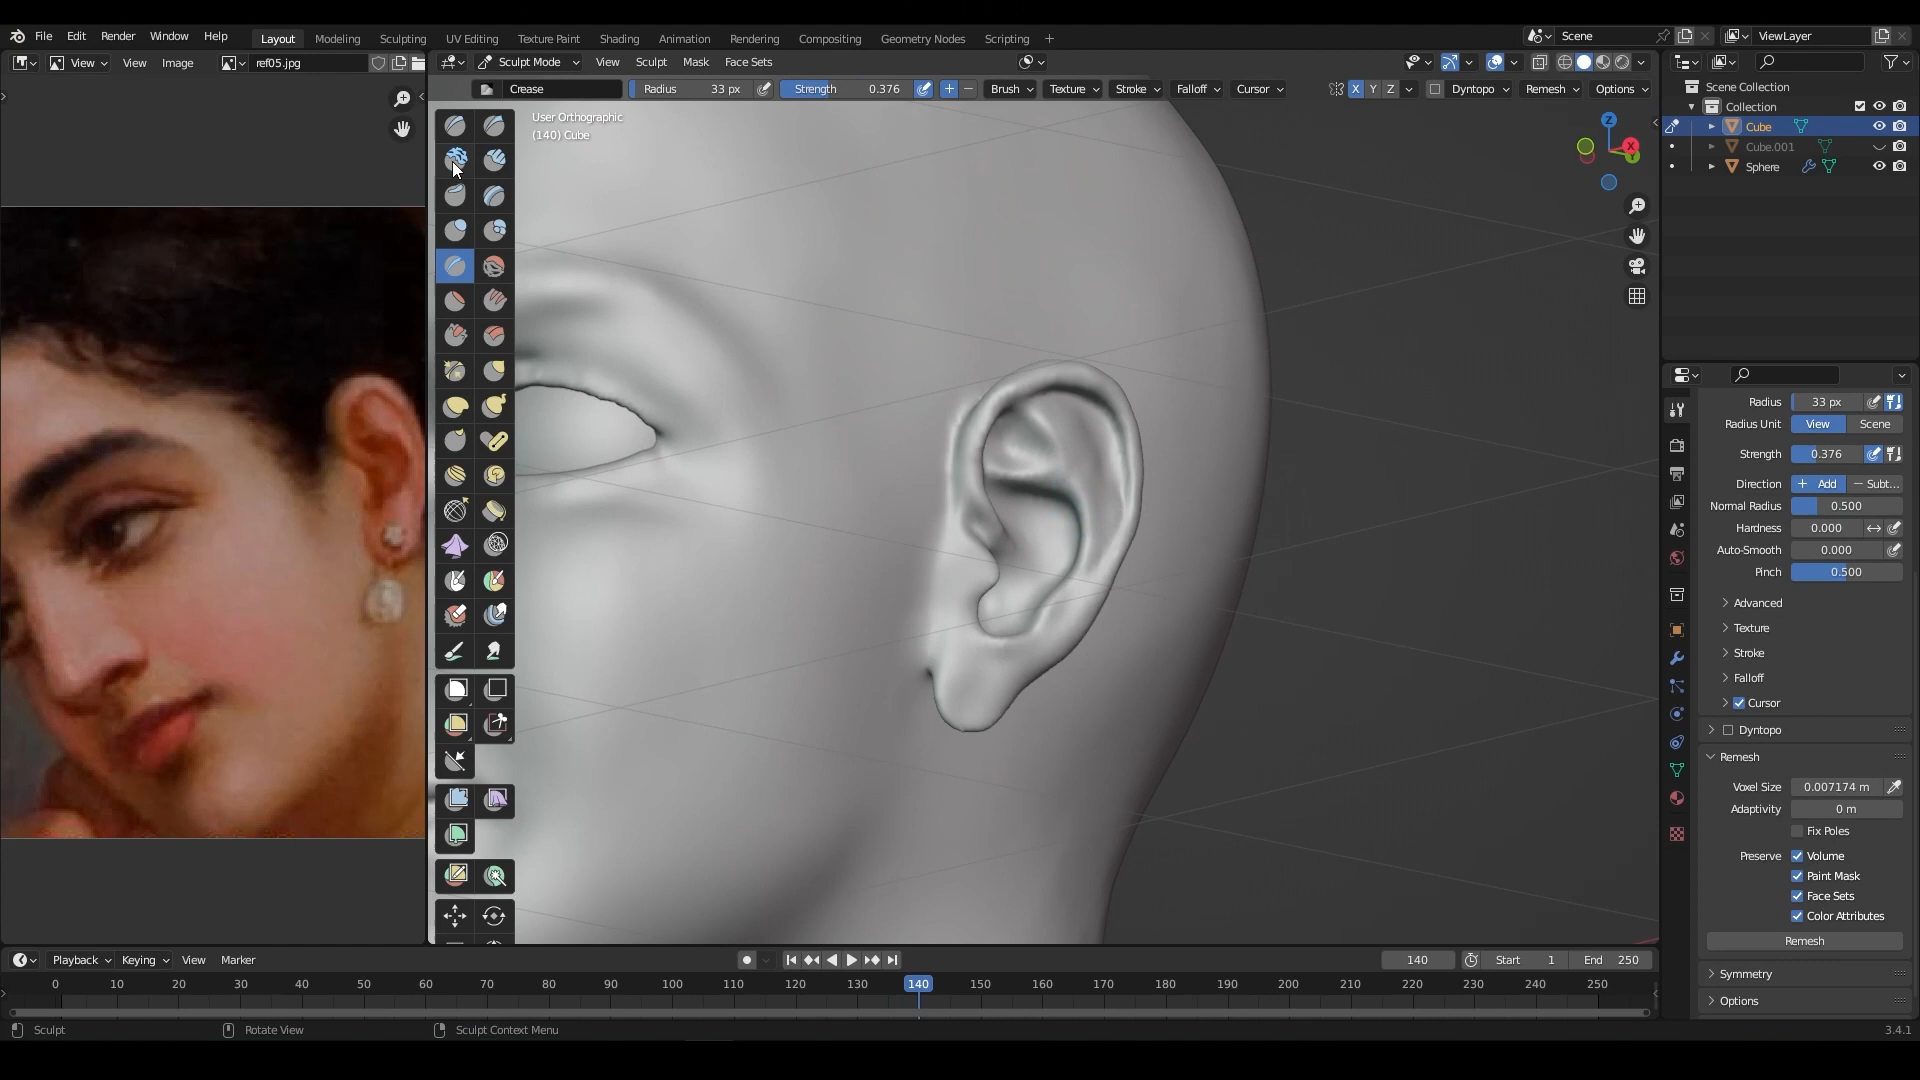 File Edit Render Window Help Layout Modeling Sculpting UV Editing Texture Paint Shading Animation Rendering Compositing Geometry Nodes Scripting + Scene ViewLayer
View View Image ref05.jpg Sculpt Mode View Sculpt Mask Face Sets
Crease Radius 33 px Strength 0.376 + − Brush Texture Stroke Falloff Cursor X Y Z Dyntopo Remesh Options
Scene Collection
Collection
Cube
Cube.001
Sphere
User Orthographic
(140) Cube
Z
X
Y
Radius 33 px
Radius Unit View Scene
Strength 0.376
Direction + Add − Subt...
Normal Radius 0.500
Hardness 0.000
Auto-Smooth 0.000
Pinch 0.500
Advanced
Texture
Stroke
Falloff
Cursor
Dyntopo
Remesh
Voxel Size 0.007174 m
Adaptivity 0 m
Fix Poles
Preserve Volume
Paint Mask
Face Sets
Color Attributes
Remesh
Symmetry
Options
Playback Keying View Marker 140 Start 1 End 250
0 10 20 30 40 50 60 70 80 90 100 110 120 130 140 150 160 170 180 190 200 210 220 230 240 250
Sculpt Rotate View Sculpt Context Menu 3.4.1